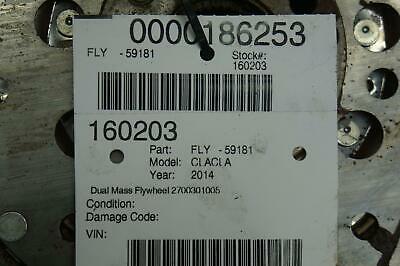 0000186253
FLY - 59181
Stock#:
160203
160203
Part: FLY - 59181
Model: CLACLA
Year: 2014
Dual Mass Flywheel 2700301005
Condition:
Damage Code:
VIN: